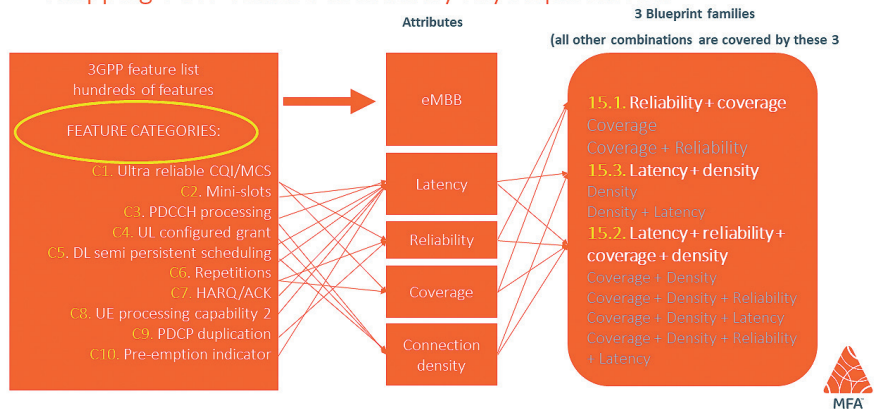 Attributes
3 Blueprint families
(all other combinations are covered by these 3
3GPP feature list
hundreds of features
FEATURE CATEGORIES:
C1. Ultra reliable CQI/MCS
C2. Mini-slots
C3. PDCCH processing
C4. UL configured grant
C5. DL semi persistent scheduling
C6. Repetitions
C7. HARQ/ACK
C8. UE processing capability 2
C9. PDCP duplication
C10. Pre-emption indicator
eMBB
Latency
Reliability
Coverage
Connection
density
15.1. Reliability + coverage
Coverage
Coverage + Reliability
15.3. Latency + density
Density
Density + Latency
15.2. Latency + reliability +
coverage + density
Coverage + Density
Coverage + Density + Reliability
Coverage + Density + Latency
Coverage + Density + Reliability
+ Latency
MFA